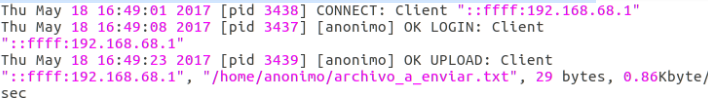 Thu May 18 16:49:01 2017 [pid 3438] CONNECT: Client "::ffff:192.168.68.1"
Thu May 18 16:49:08 2017 [pid 3437] [anonimo] OK LOGIN: Client
"::ffff:192.168.68.1"
Thu May 18 16:49:23 2017 [pid 3439] [anonimo] OK UPLOAD: Client
"::ffff:192.168.68.1", "/home/anonimo/archivo_a_enviar.txt", 29 bytes, 0.86Kbyte/
sec